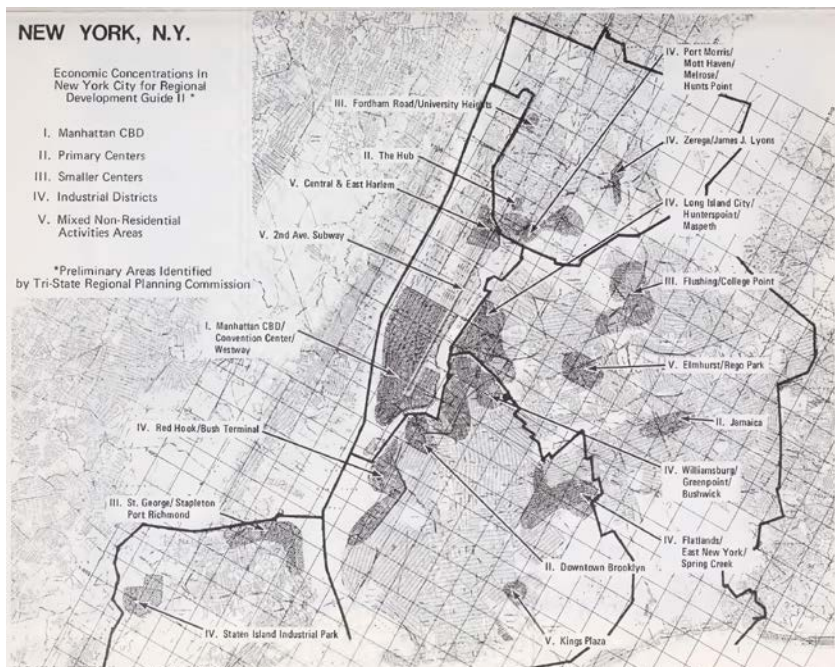 NEW YORK, N.Y.
Economic Concentrations In
New York City for Regional
Development Guide II *
I. Manhattan CBD
II. Primary Centers
III. Smaller Centers
IV. Industrial Districts
V. Mixed Non-Residential
Activities Areas
*Preliminary Areas Identified
by Tri-State Regional Planning Commission
IV. Port Morris/
Mott Haven/
Melrose/
Hunts Point
III. Fordham Road/University Heights
II. The Hub
IV. Zerega/James J. Lyons
V. Central & East Harlem
IV. Long Island City/
Hunterspoint/
Maspeth
V. 2nd Ave. Subway
III. Flushing/College Point
I. Manhattan CBD/
Convention Center/
Westway
V. Elmhurst/Rego Park
II. Jamaica
IV. Red Hook/Bush Terminal
IV. Williamsburg/
Greenpoint/
Bushwick
III. St. George/Stapleton
Port Richmond
IV. Flatlands/
East New York/
Spring Creek
II. Downtown Brooklyn
IV. Staten Island Industrial Park
V. Kings Plaza